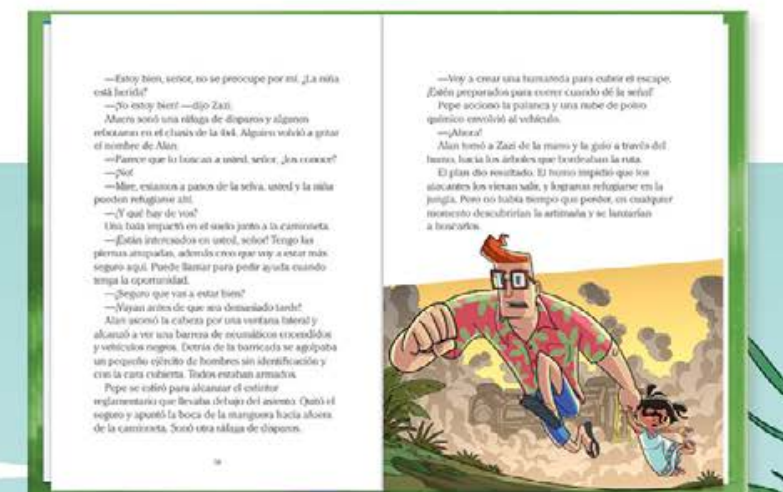 —Estoy bien, señor, no se preocupe por mí. ¿La niña
está herida?
—¡Yo estoy bien! —dijo Zazi.
Afuera sonó una ráfaga de disparos y algunos
rebotaron en el chasis de la 4x4. Alguien volvió a gritar
el nombre de Alan.
—Parece que lo buscan a usted, señor, ¿los conoce?
—¡No!
—Mire, estamos a pasos de la selva, usted y la niña
pueden refugiarse ahí.
—¿Y qué hay de vos?
Una bala impactó en el suelo junto a la camioneta.
—¡Están interesados en usted, señor! Tengo las
piernas atrapadas, además creo que voy a estar más
seguro aquí. Puede llamar para pedir ayuda cuando
tenga la oportunidad.
—¿Seguro que vas a estar bien?
—¡Vayan antes de que sea demasiado tarde!
Alan asomó la cabeza por una ventana lateral y
alcanzó a ver una barrera de neumáticos encendidos
y vehículos negros. Detrás de la barricada se agolpaba
un pequeño ejército de hombres sin identificación y
con la cara cubierta. Todos estaban armados.
Pepe se estiró para alcanzar el extintor
reglamentario que llevaba debajo del asiento. Quitó el
seguro y apuntó la boca de la manguera hacia afuera
de la camioneta. Sonó otra ráfaga de disparos.
—Voy a crear una humareda para cubrir el escape.
¡Estén preparados para correr cuando dé la señal!
Pepe accionó la palanca y una nube de polvo
químico envolvió al vehículo.
—¡Ahora!
Alan tomó a Zazi de la mano y la guio a través del
humo, hacia los árboles que bordeaban la ruta.
El plan dio resultado. El humo impidió que los
atacantes los vieran salir, y lograron refugiarse en la
jungla. Pero no había tiempo que perder, en cualquier
momento descubrirían la artimaña y se lanzarían
a buscarlos.